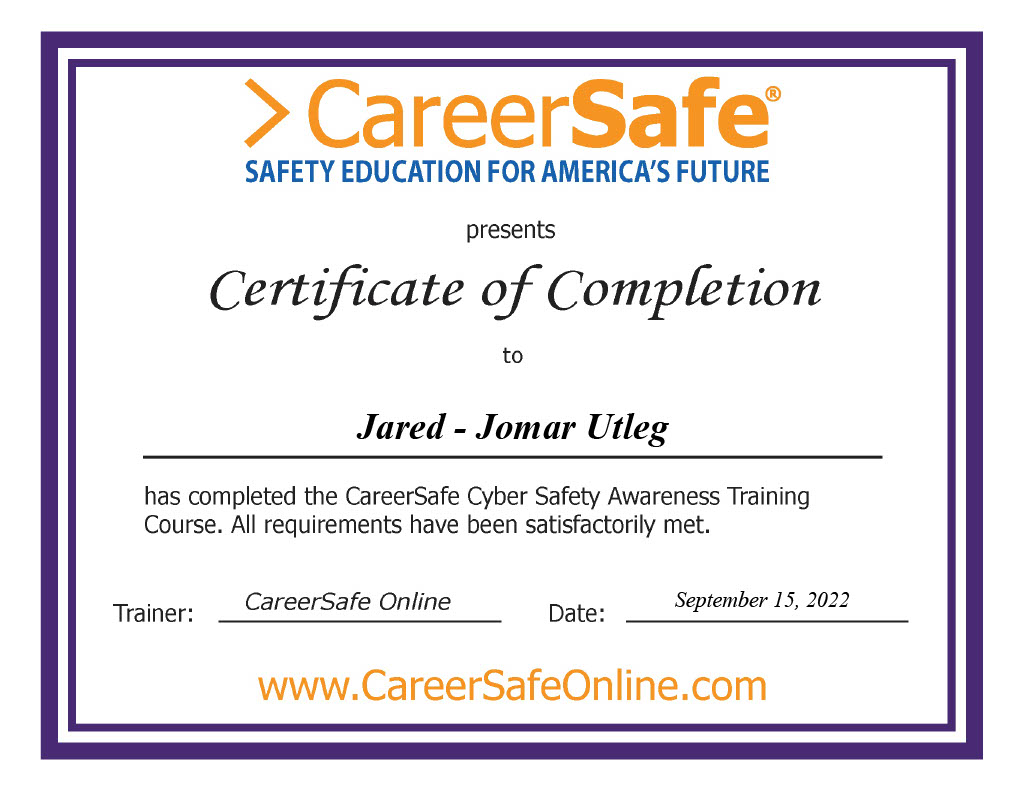 >CareerSafe®
SAFETY EDUCATION FOR AMERICA'S FUTURE
presents
Certificate of Completion
to
Jared - Jomar Utleg
has completed the CareerSafe Cyber Safety Awareness Training
Course. All requirements have been satisfactorily met.
Trainer: CareerSafe Online Date: September 15, 2022
www.CareerSafeOnline.com